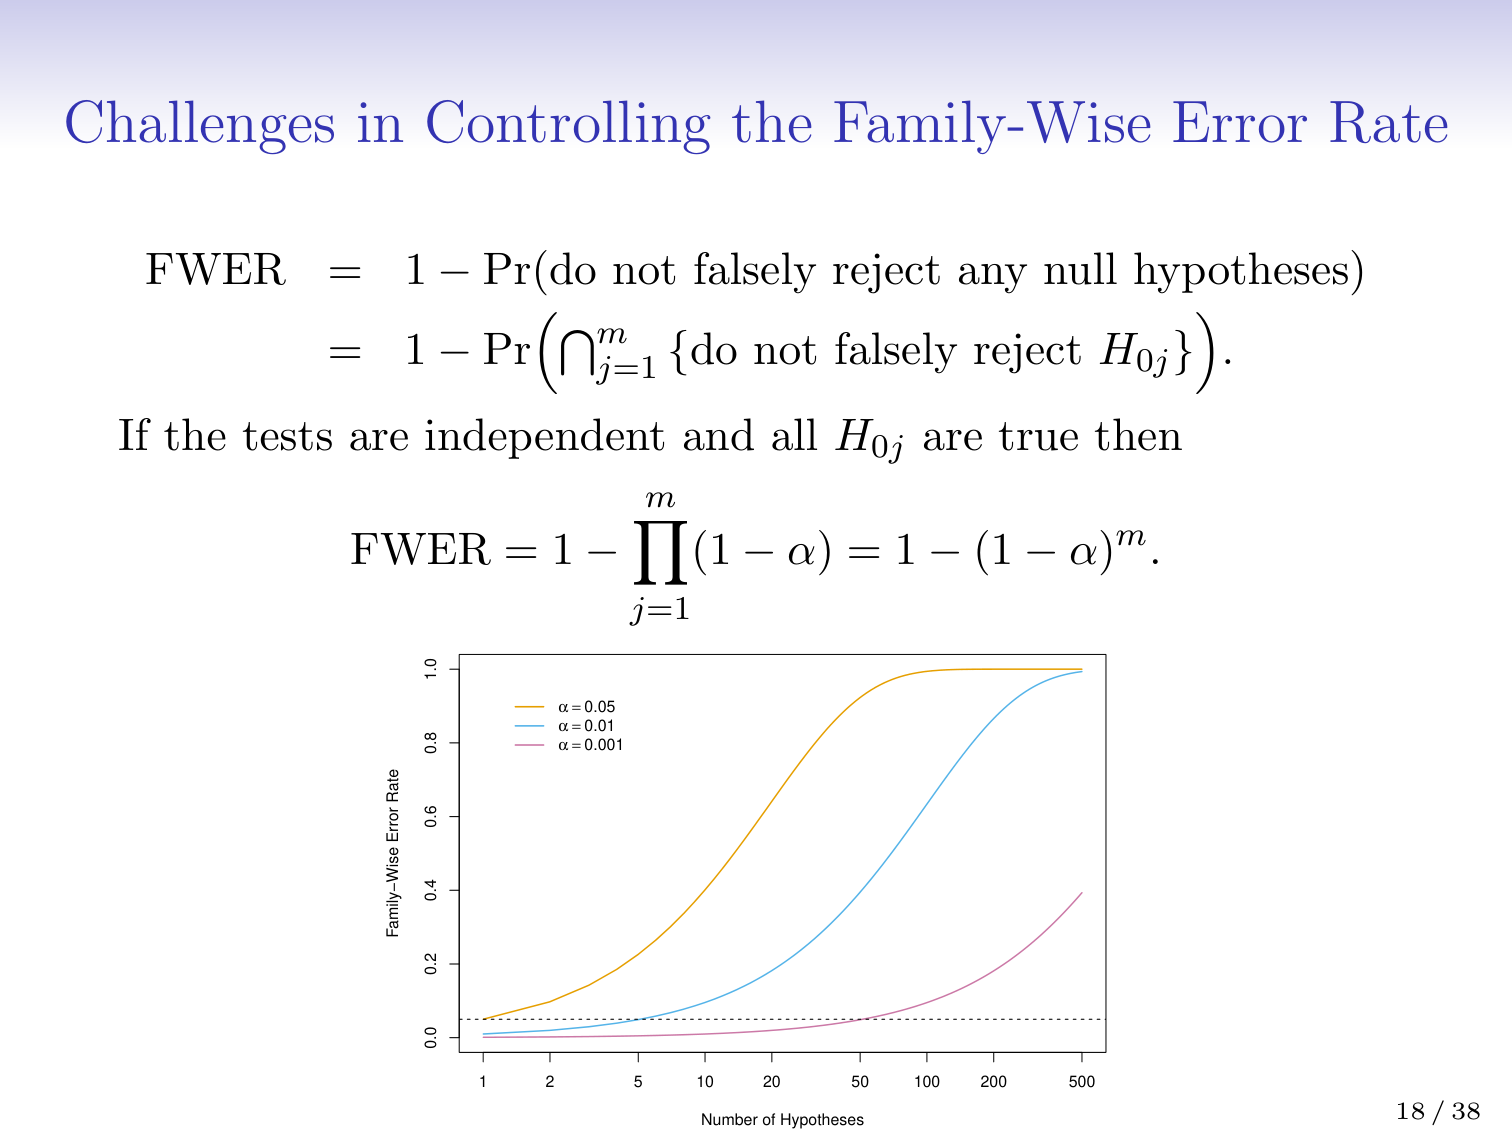 Challenges in Controlling the Family-Wise Error Rate
FWER = 1 − Pr(do not falsely reject any null hypotheses)
= 1 − Pr(⋂_{j=1}^{m} {do not falsely reject H_{0j}}).
If the tests are independent and all H_{0j} are true then
FWER = 1 − ∏_{j=1}^{m} (1 − α) = 1 − (1 − α)^m.
1.0
0.8
0.6
0.4
0.2
0.0
Family−Wise Error Rate
α = 0.05
α = 0.01
α = 0.001
1 2 5 10 20 50 100 200 500
Number of Hypotheses
18 / 38